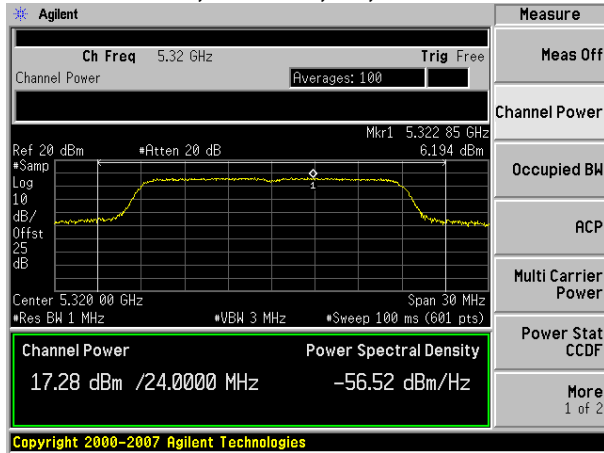 Agilent
Measure
Ch Freq 5.32 GHz Trig Free
Channel Power Averages: 100
Mkr1 5.322 85 GHz
Ref 20 dBm #Atten 20 dB 6.194 dBm
#Samp
Log
10
dB/
Offst
25
dB
1
Center 5.320 00 GHz Span 30 MHz
#Res BW 1 MHz #VBW 3 MHz #Sweep 100 ms (601 pts)
Channel Power Power Spectral Density
17.28 dBm /24.0000 MHz -56.52 dBm/Hz
Copyright 2000-2007 Agilent Technologies
Meas Off
Channel Power
Occupied BW
ACP
Multi Carrier
Power
Power Stat
CCDF
More
1 of 2